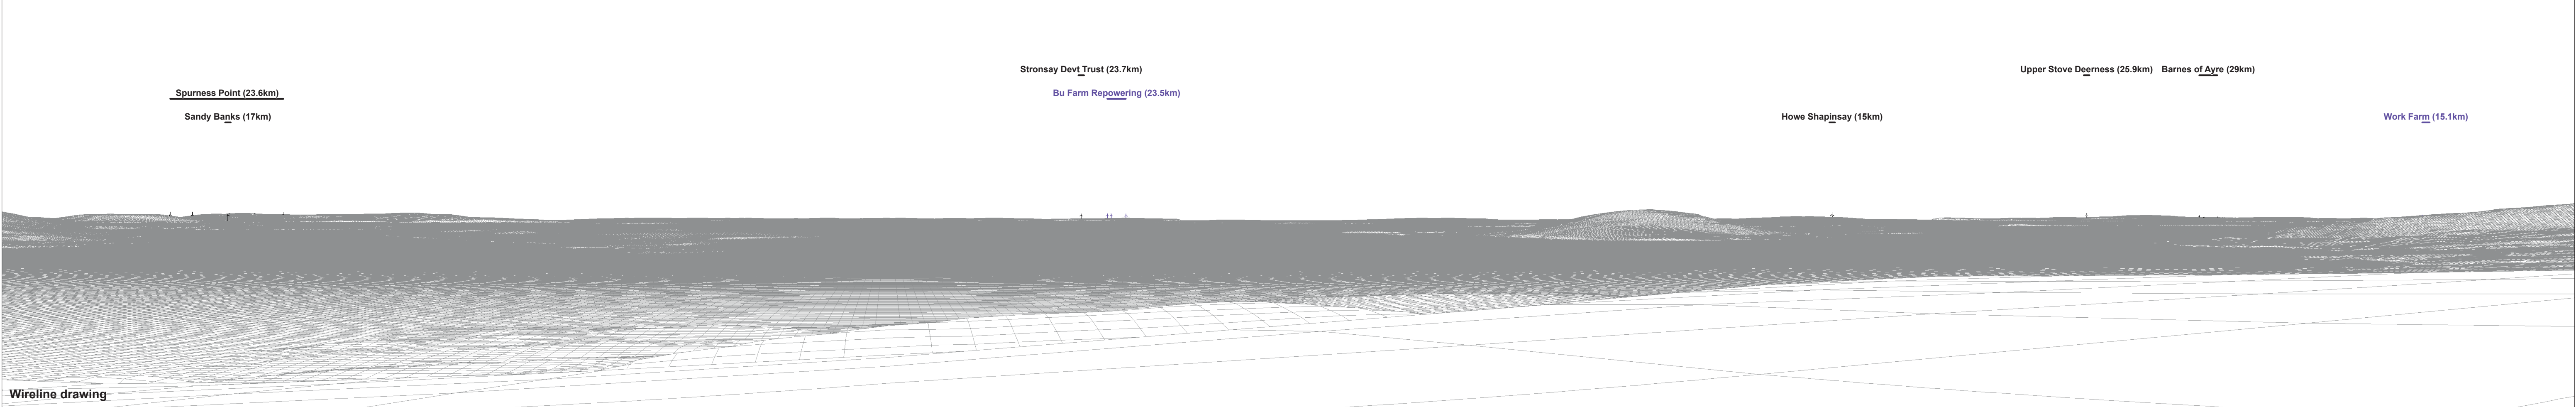 Stronsay Devt Trust (23.7km)
Upper Stove Deerness (25.9km)
Barnes of Ayre (29km)
Spurness Point (23.6km)
Bu Farm Repowering (23.5km)
Sandy Banks (17km)
Howe Shapinsay (15km)
Work Farm (15.1km)
Wireline drawing